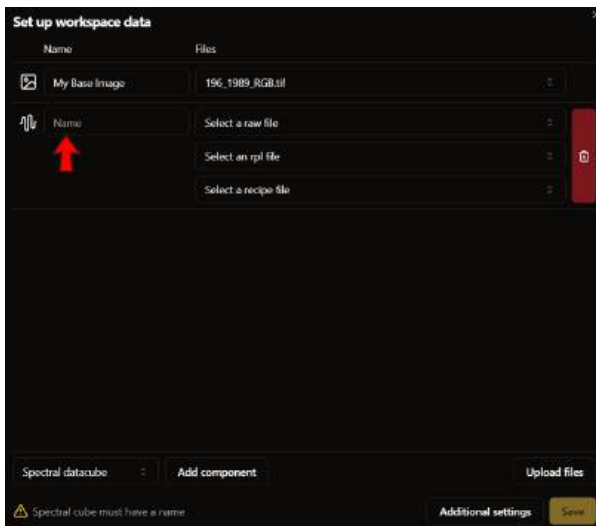 Set up workspace data
Name Files
My Base Image 196_1989_RGB.tif
Name Select a raw file
Select an rpl file
Select a recipe file
Spectral datacube Add component Upload files
Spectral cube must have a name Additional settings Save